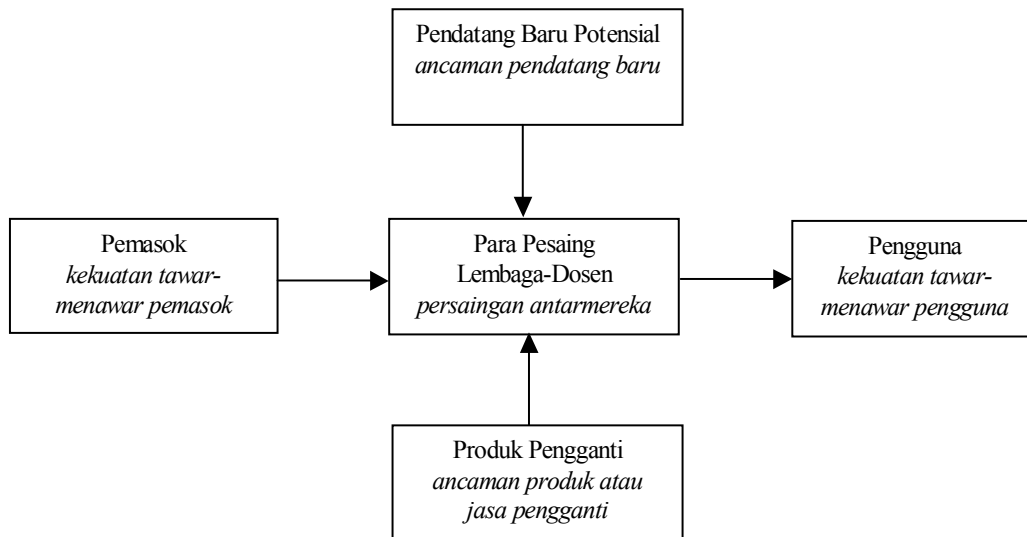 Pendatang Baru Potensial
ancaman pendatang baru
Pemasok
kekuatan tawar-
menawar pemasok
Para Pesaing
Lembaga-Dosen
persaingan antarmereka
Pengguna
kekuatan tawar-
menawar pengguna
Produk Pengganti
ancaman produk atau
jasa pengganti